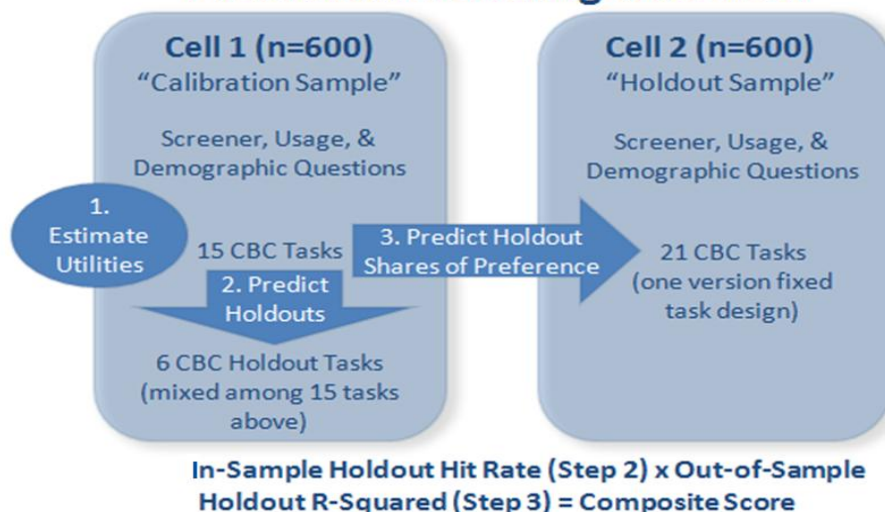 Cell 1 (n=600)
“Calibration Sample”
Screener, Usage, &
Demographic Questions
1.
Estimate
Utilities
15 CBC Tasks
2. Predict
Holdouts
6 CBC Holdout Tasks
(mixed among 15 tasks
above)
3. Predict Holdout
Shares of Preference
Cell 2 (n=600)
“Holdout Sample”
Screener, Usage, &
Demographic Questions
21 CBC Tasks
(one version fixed
task design)
In-Sample Holdout Hit Rate (Step 2) x Out-of-Sample
Holdout R-Squared (Step 3) = Composite Score